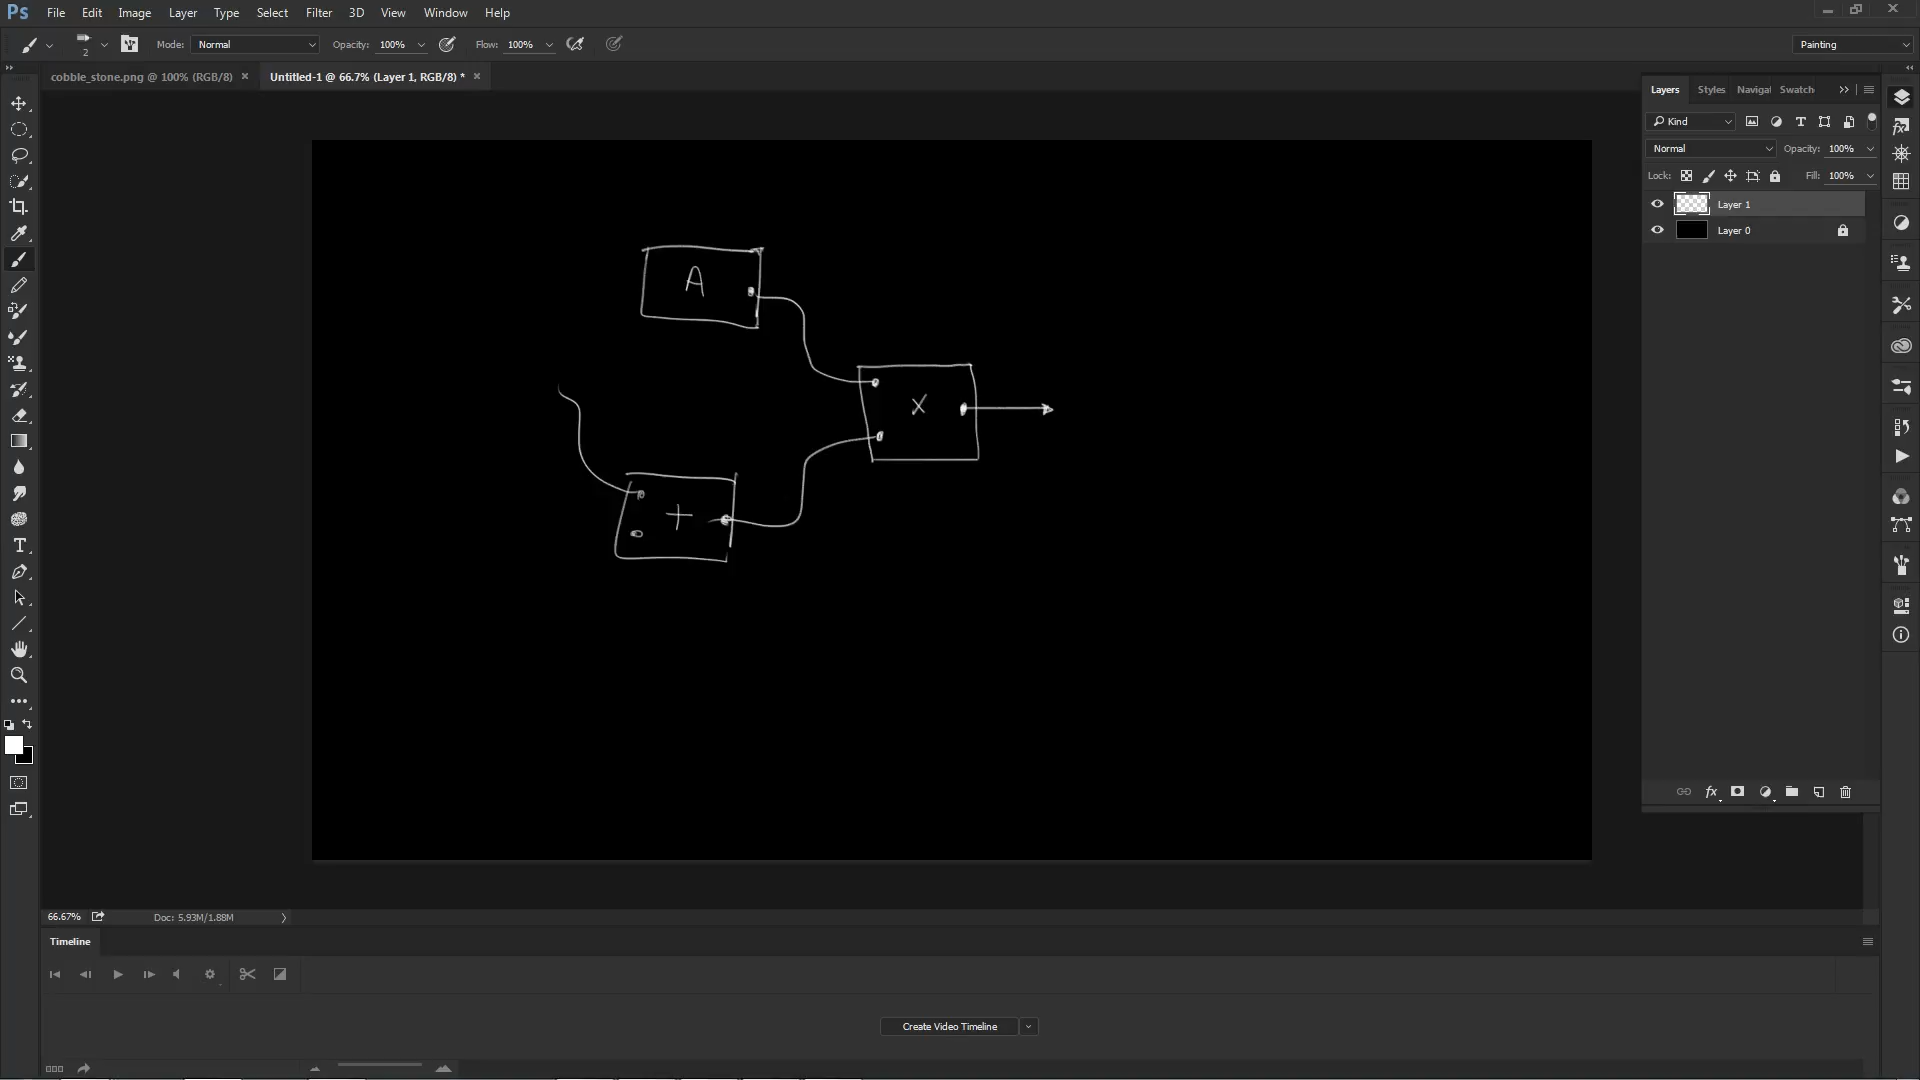 Ps File Edit Image Layer Type Select Filter 3D View Window Help
2 Mode: Normal Opacity: 100% Flow: 100% Painting
cobble_stone.png @ 100% (RGB/8) Untitled-1 @ 66.7% (Layer 1, RGB/8) *
Layers Styles Navigat Swatch
Kind
Normal Opacity: 100%
Lock: Fill: 100%
Layer 1
Layer 0
A
X
+
66.67% Doc: 5.93M/1.88M
Timeline
Create Video Timeline